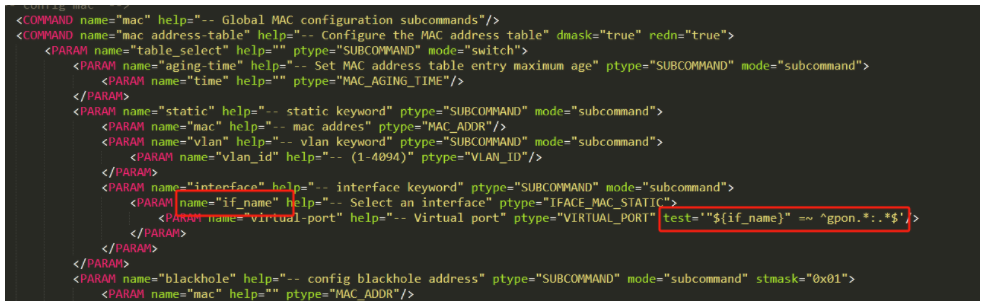 config mac -->
<COMMAND name="mac" help="-- Global MAC configuration subcommands"/>
<COMMAND name="mac address-table" help="-- Configure the MAC address table" dmask="true" redn="true">
<PARAM name="table_select" help="" ptype="SUBCOMMAND" mode="switch">
<PARAM name="aging-time" help="-- Set MAC address table entry maximum age" ptype="SUBCOMMAND" mode="subcommand">
<PARAM name="time" help="" ptype="MAC_AGING_TIME"/>
</PARAM>
<PARAM name="static" help="-- static keyword" ptype="SUBCOMMAND" mode="subcommand">
<PARAM name="mac" help="-- mac addres" ptype="MAC_ADDR"/>
<PARAM name="vlan" help="-- vlan keyword" ptype="SUBCOMMAND" mode="subcommand">
<PARAM name="vlan_id" help="-- (1-4094)" ptype="VLAN_ID"/>
</PARAM>
<PARAM name="interface" help="-- interface keyword" ptype="SUBCOMMAND" mode="subcommand">
<PARAM name="if_name" help="-- Select an interface" ptype="IFACE_MAC_STATIC">
<PARAM name="virtual-port" help="-- Virtual port" ptype="VIRTUAL_PORT" test='"${if_name}" =~ ^gpon.*:.*$'/>
</PARAM>
</PARAM>
</PARAM>
<PARAM name="blackhole" help="-- config blackhole address" ptype="SUBCOMMAND" mode="subcommand" stmask="0x01">
<PARAM name="mac" help="" ptype="MAC_ADDR"/>